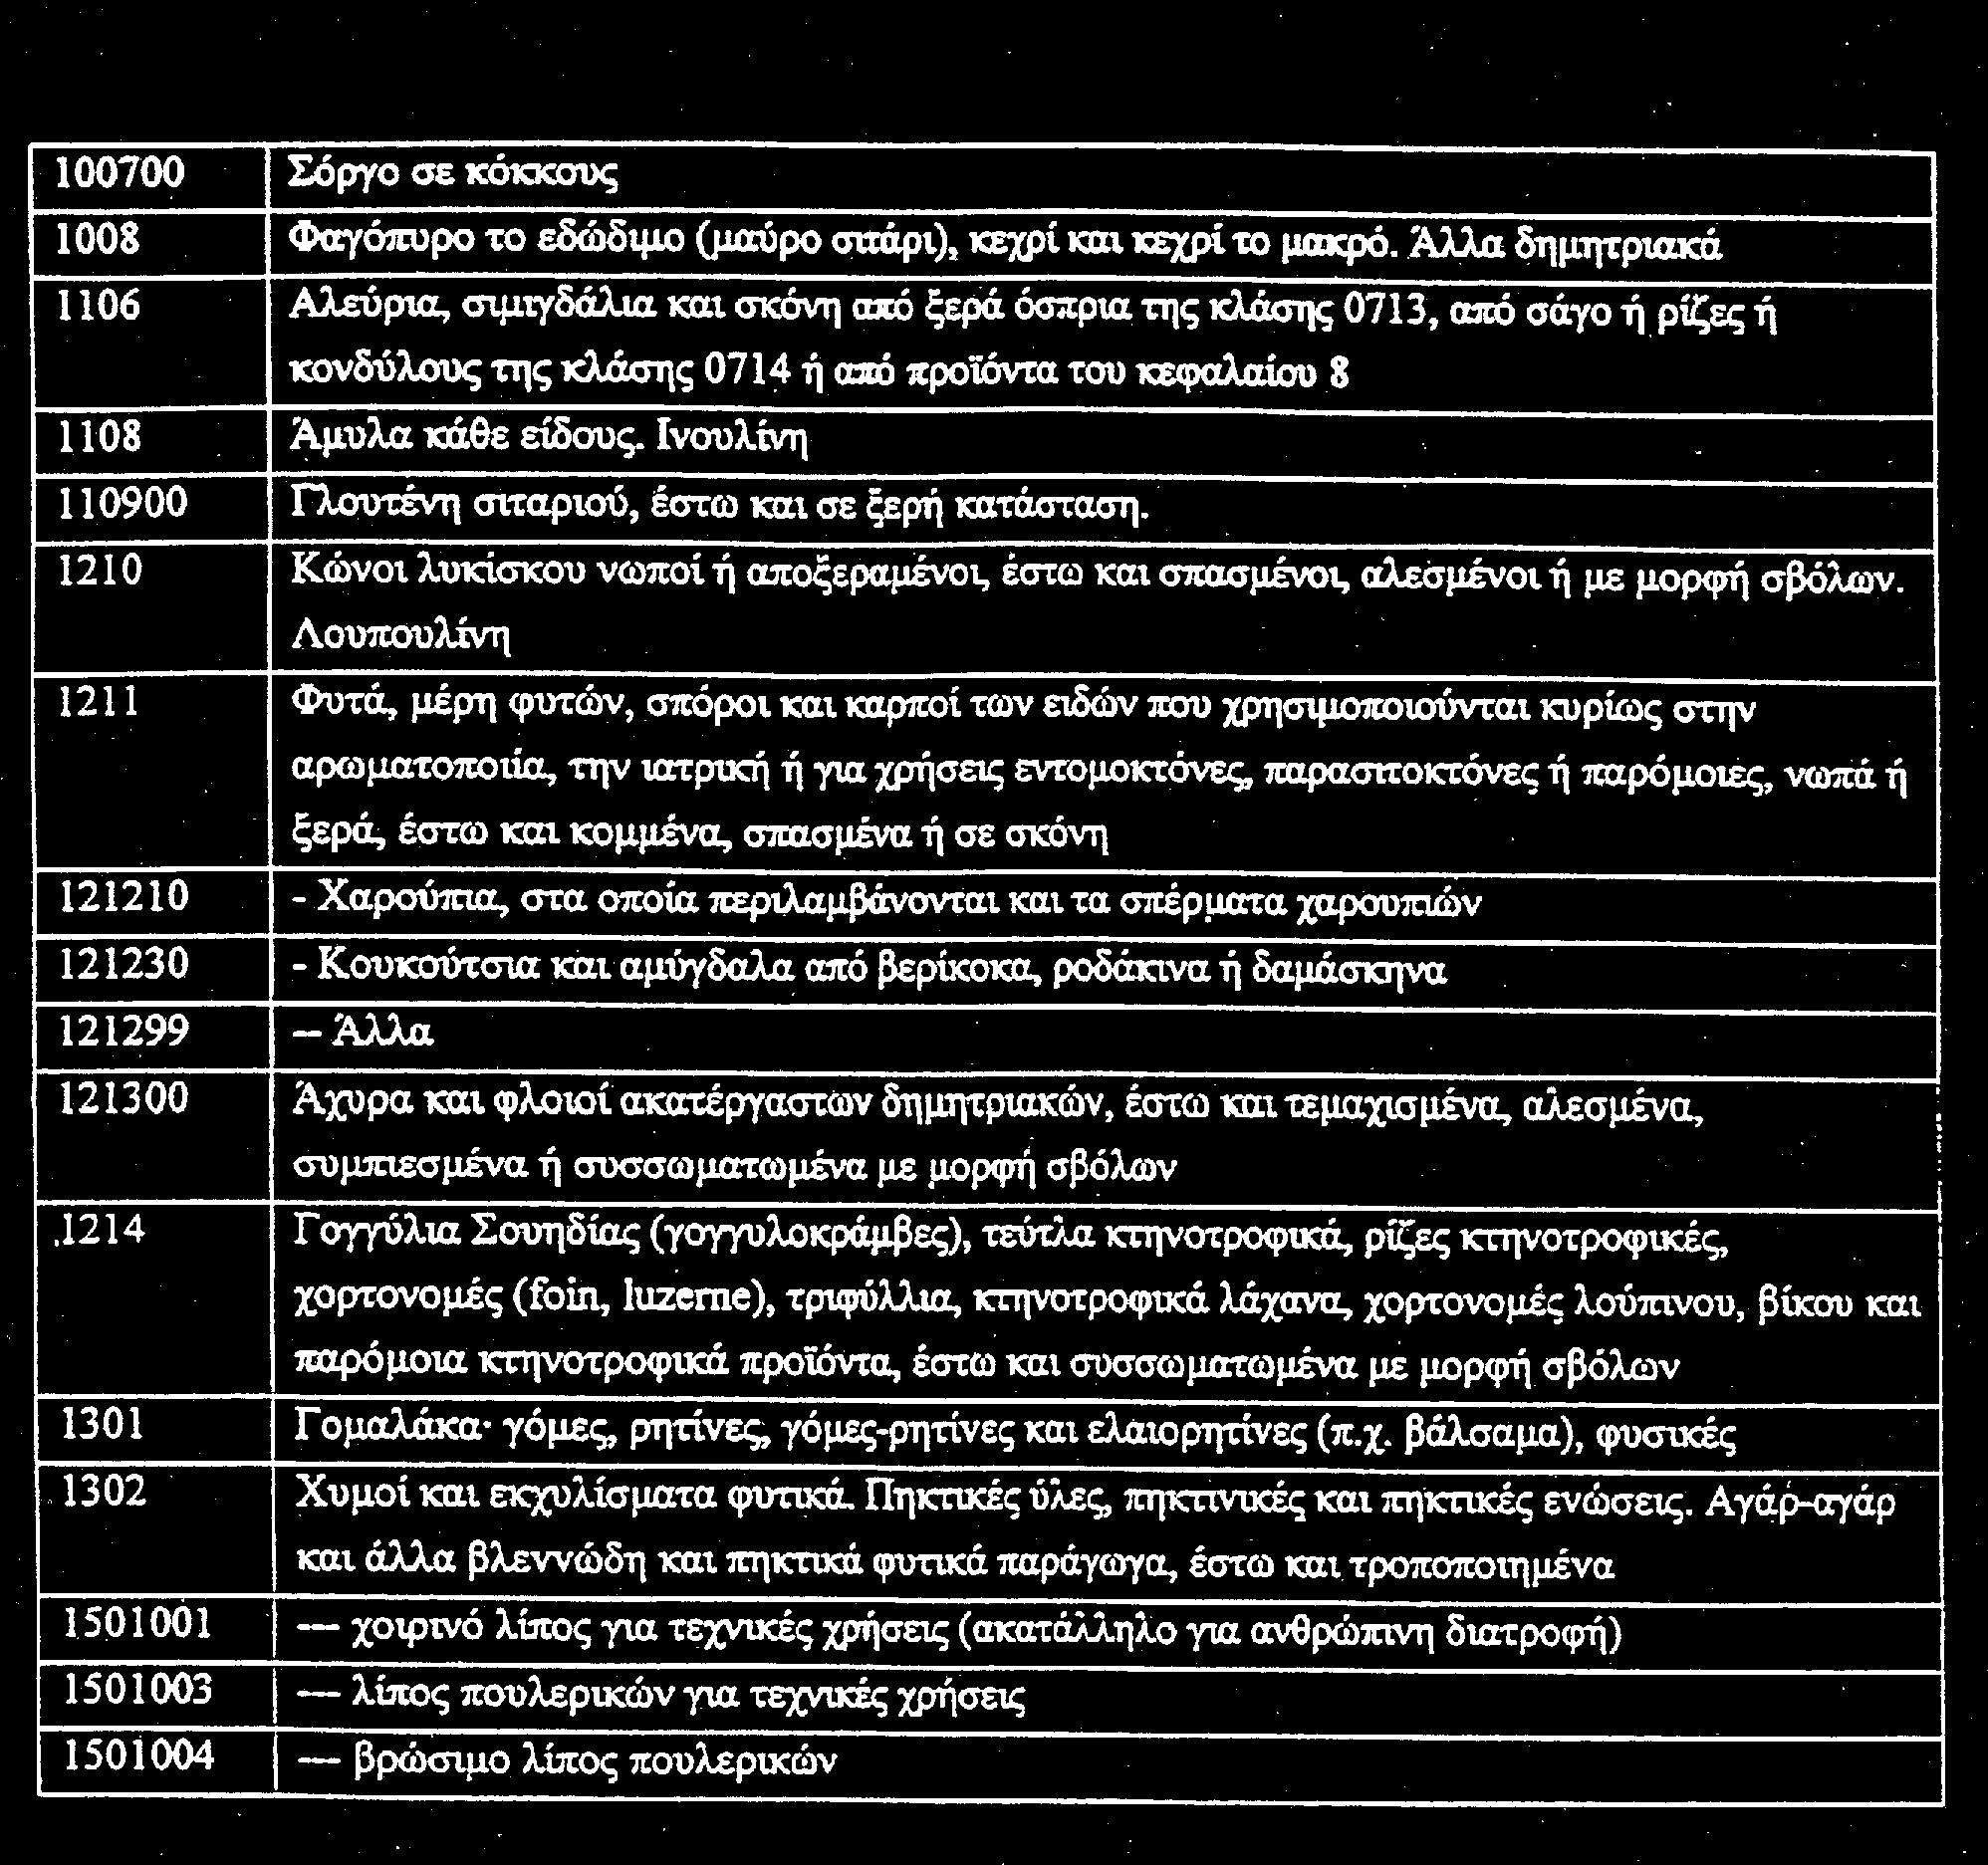 100700 Σόργο σε κόκκους
1008 Φαγόπυρο το εδώδιμο (μαύρο σιτάρι), κεχρί και κεχρί το μακρό. Άλλα δημητριακά
1106 Αλεύρια, σιμιγδάλια και σκόνη από ξερά όσπρια της κλάσης 0713, από σάγο ή ρίζες ή
κονδύλους της κλάσης 0714 ή από προϊόντα του κεφαλαίου 8
1108 Άμυλα κάθε είδους. Ινουλίνη
110900 Γλουτένη σιταριού, έστω και σε ξερή κατάσταση.
1210 Κώνοι λυκίσκου νωποί ή αποξεραμένοι, έστω και σπασμένοι, αλεσμένοι ή με μορφή σβόλων.
Λουπουλίνη
1211 Φυτά, μέρη φυτών, σπόροι και καρποί των ειδών που χρησιμοποιούνται κυρίως στην
αρωματοποιία, την ιατρική ή για χρήσεις εντομοκτόνες, παρασιτοκτόνες ή παρόμοιες, νωπά ή
ξερά, έστω και κομμένα, σπασμένα ή σε σκόνη
121210 - Χαρούπια, στα οποία περιλαμβάνονται και τα σπέρματα χαρουπιών
121230 - Κουκούτσια και αμύγδαλα από βερίκοκα, ροδάκινα ή δαμάσκηνα
121299 – Άλλα
121300 Άχυρα και φλοιοί ακατέργαστων δημητριακών, έστω και τεμαχισμένα, αλεσμένα,
συμπιεσμένα ή συσσωματωμένα με μορφή σβόλων
1214 Γογγύλια Σουηδίας (γογγυλοκράμβες), τεύτλα κτηνοτροφικά, ρίζες κτηνοτροφικές,
χορτονομές (foin, luzerne), τριφύλλια, κτηνοτροφικά λάχανα, χορτονομές λούπινου, βίκου και
παρόμοια κτηνοτροφικά προϊόντα, έστω και συσσωματωμένα με μορφή σβόλων
1301 Γομαλάκα· γόμες, ρητίνες, γόμες-ρητίνες και ελαιορητίνες (π.χ. βάλσαμα), φυσικές
1302 Χυμοί και εκχυλίσματα φυτικά. Πηκτικές ύλες, πηκτινικές και πηκτικές ενώσεις. Αγάρ-αγάρ
και άλλα βλεννώδη και πηκτικά φυτικά παράγωγα, έστω και τροποποιημένα
1501001 — χοιρινό λίπος για τεχνικές χρήσεις (ακατάλληλο για ανθρώπινη διατροφή)
1501003 — λίπος πουλερικών για τεχνικές χρήσεις
1501004 — βρώσιμο λίπος πουλερικών